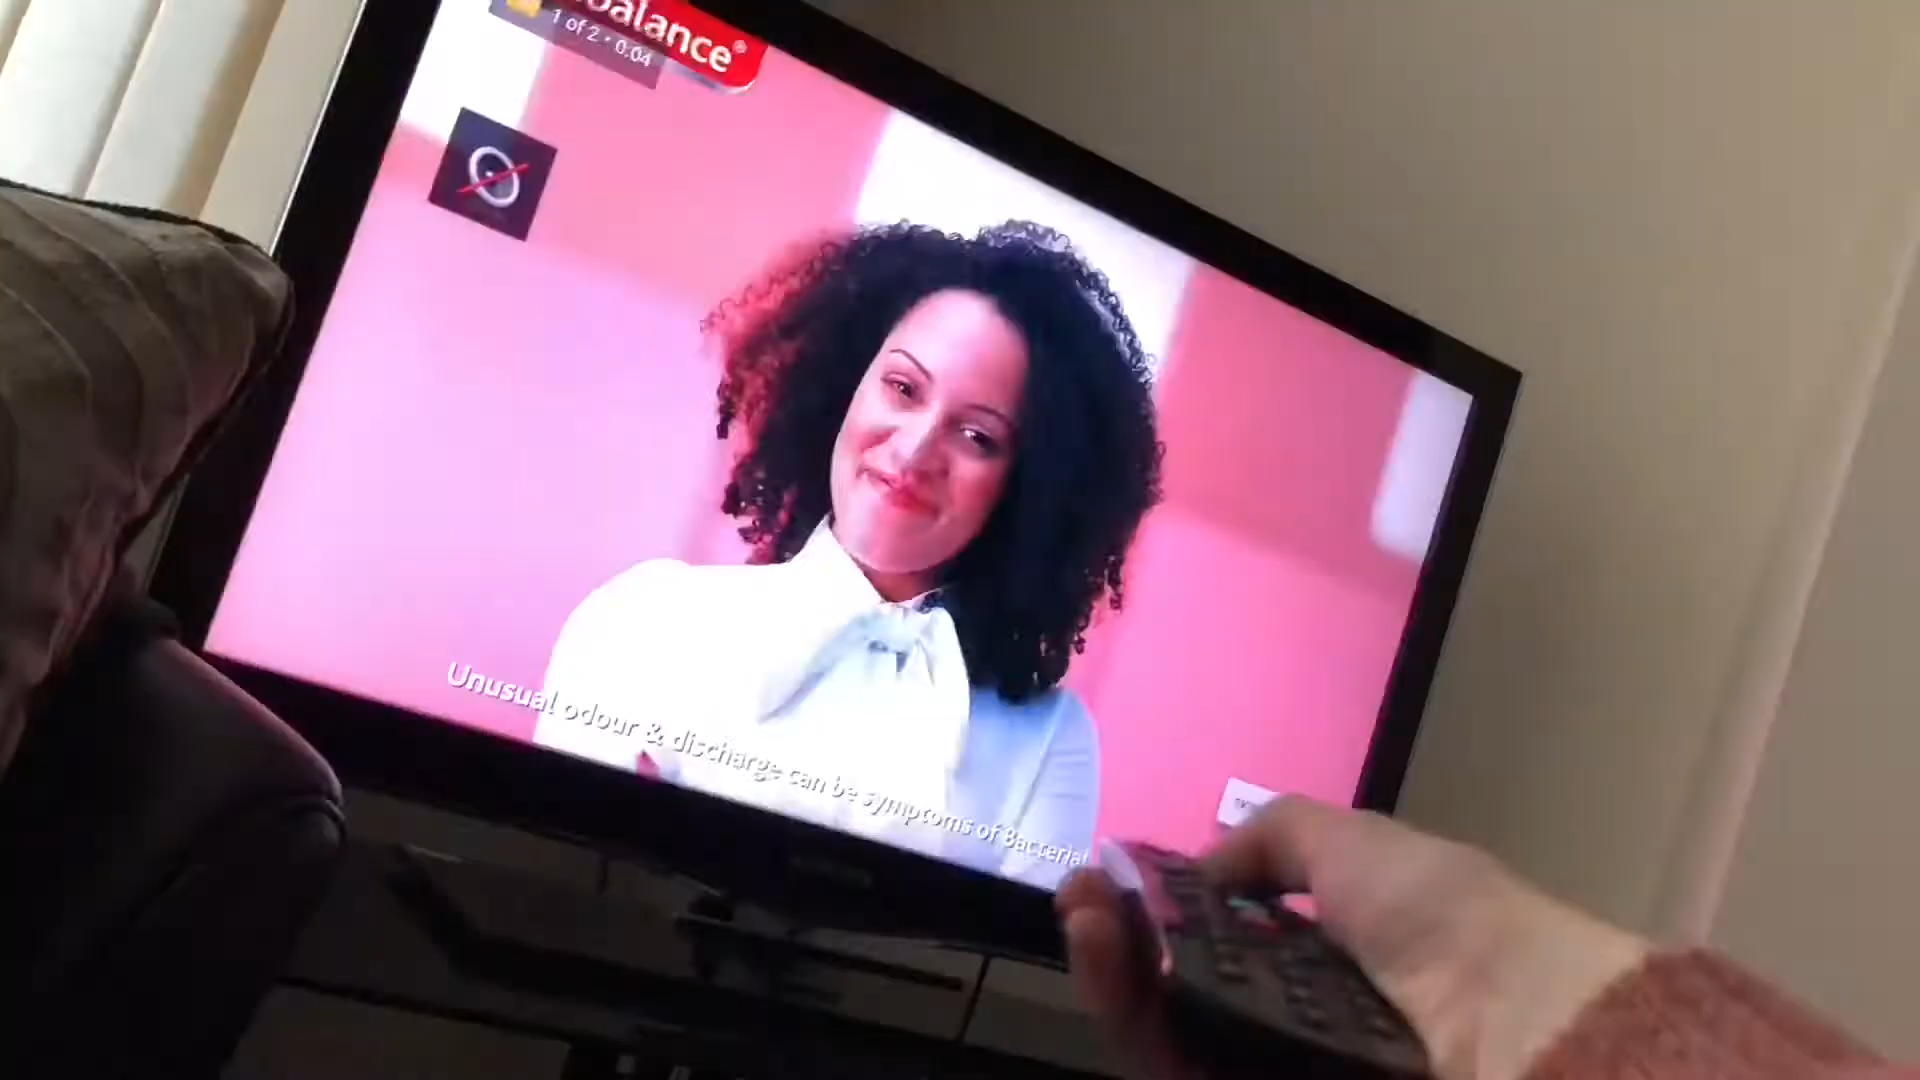 balance®
1 of 2 • 0:04
Unusual odour & discharge can be symptoms of Bacterial